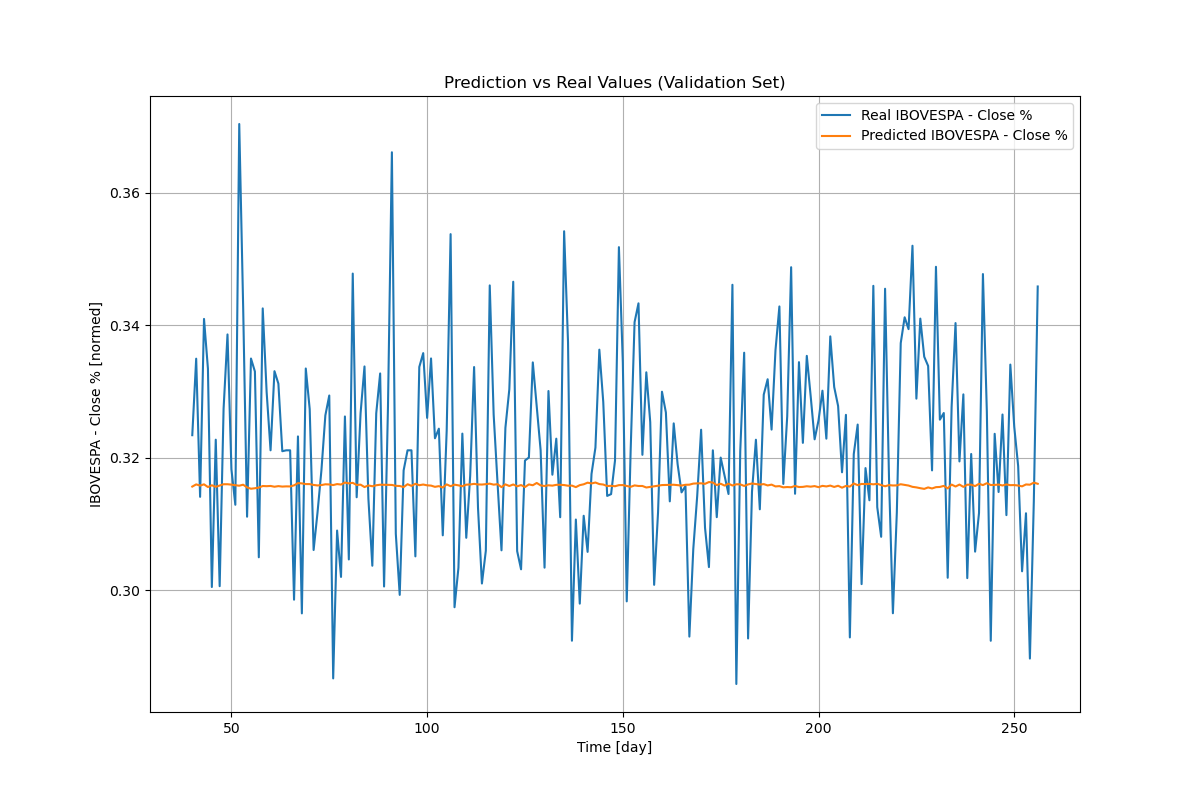 Prediction vs Real Values (Validation Set)
Real IBOVESPA - Close %
Predicted IBOVESPA - Close %
IBOVESPA - Close % [normed]
0.36
0.34
0.32
0.30
50
100
150
200
250
Time [day]